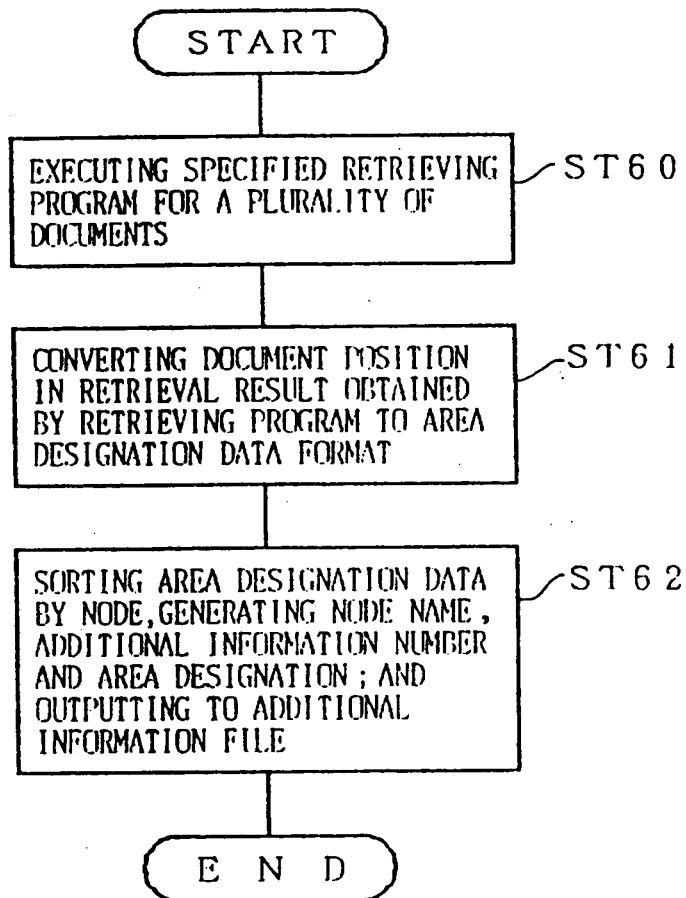 START
EXECUTING SPECIFIED RETRIEVING
PROGRAM FOR A PLURALITY OF
DOCUMENTS
ST60
CONVERTING DOCUMENT POSITION
IN RETRIEVAL RESULT OBTAINED
BY RETRIEVING PROGRAM TO AREA
DESIGNATION DATA FORMAT
ST61
SORTING AREA DESIGNATION DATA
BY NODE, GENERATING NODE NAME,
ADDITIONAL INFORMATION NUMBER
AND AREA DESIGNATION ; AND
OUTPUTTING TO ADDITIONAL
INFORMATION FILE
ST62
END